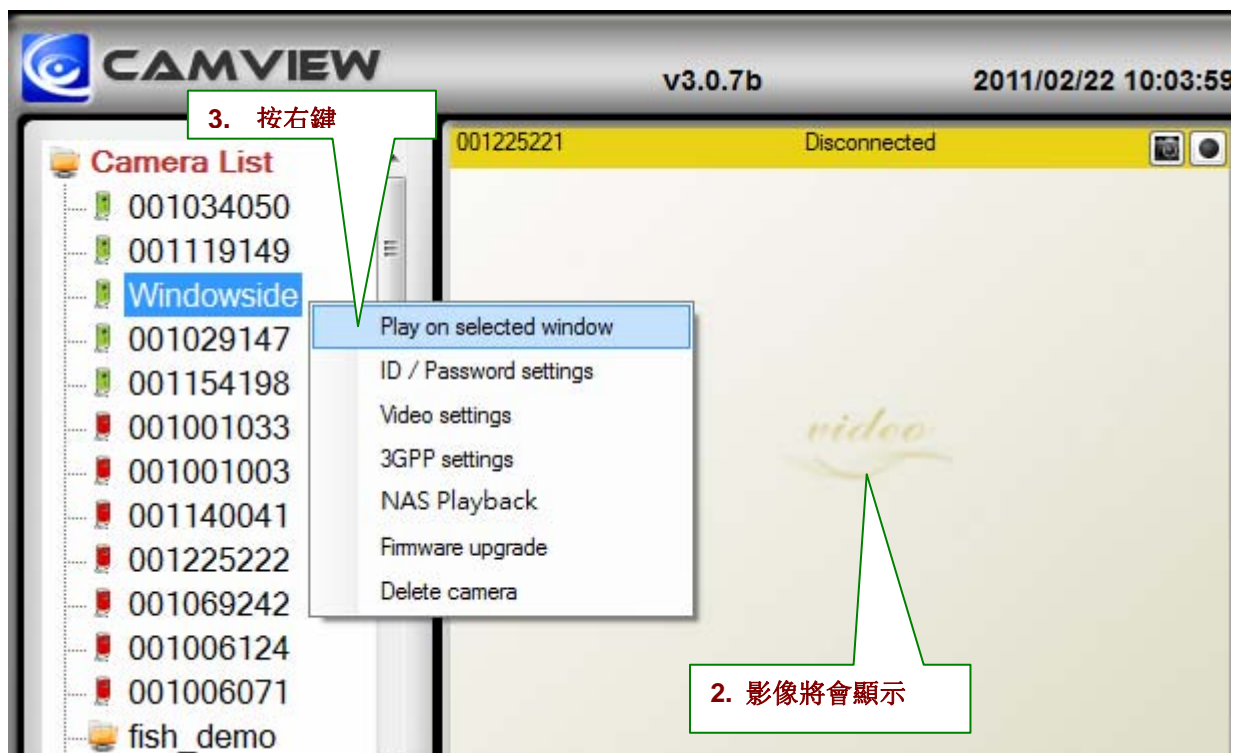 CAMVIEW
v3.0.7b
2011/02/22 10:03:59
3. 按右鍵
001225221
Disconnected
Camera List
001034050
001119149
Windowside
001029147
001154198
001001033
001001003
001140041
001225222
001069242
001006124
001006071
fish_demo
Play on selected window
ID / Password settings
Video settings
3GPP settings
NAS Playback
Firmware upgrade
Delete camera
video
2. 影像將會顯示